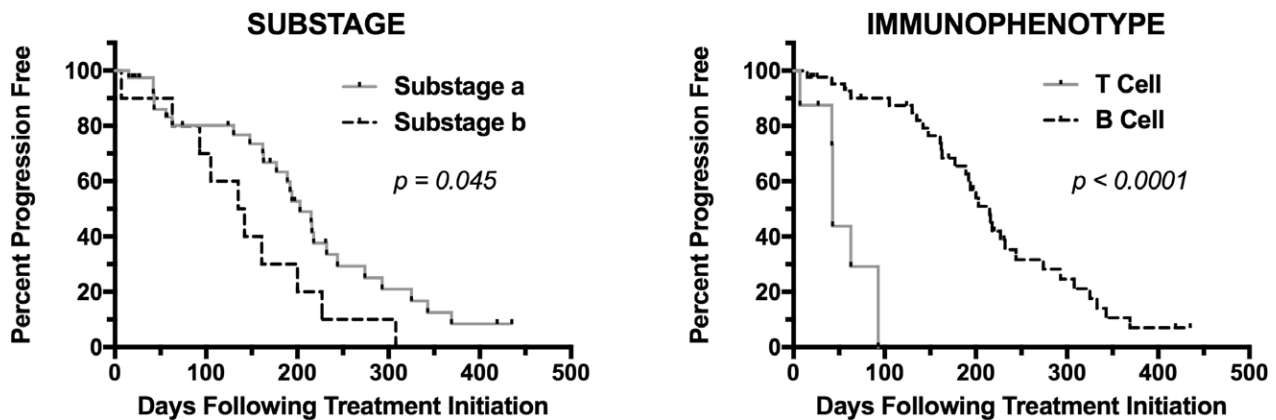 SUBSTAGE
Percent Progression Free
100
80
60
40
20
0
0 100 200 300 400 500
Days Following Treatment Initiation
Substage a
Substage b
p = 0.045
IMMUNOPHENOTYPE
Percent Progression Free
100
80
60
40
20
0
0 100 200 300 400 500
Days Following Treatment Initiation
T Cell
B Cell
p < 0.0001